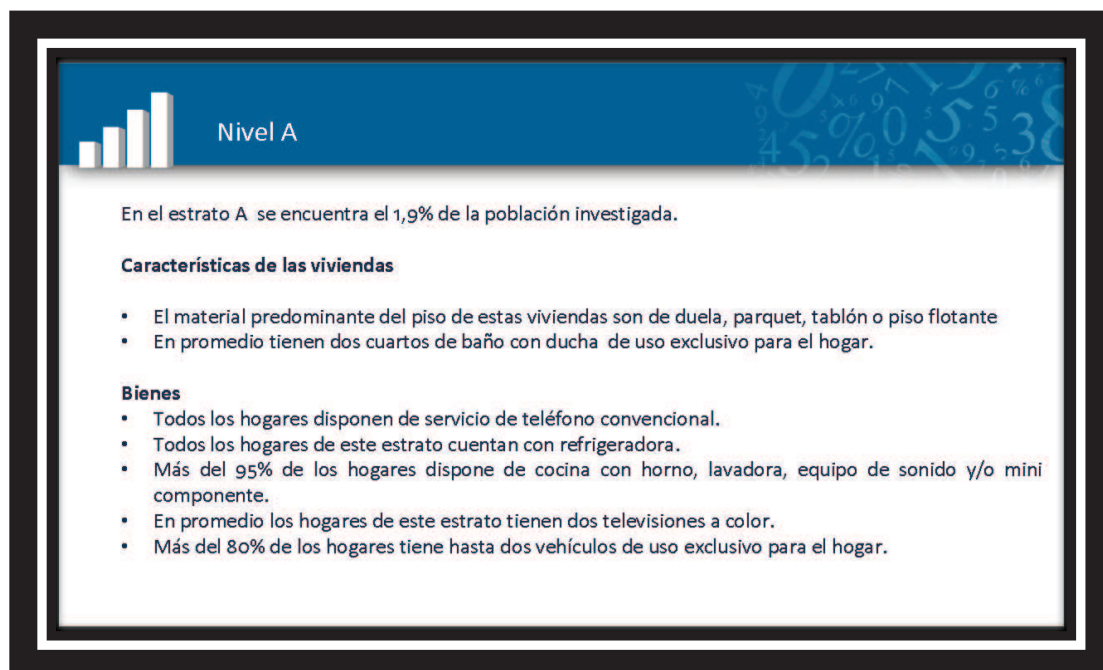 Nivel A
En el estrato A se encuentra el 1,9% de la población investigada.
Características de las viviendas
• El material predominante del piso de estas viviendas son de duela, parquet, tablón o piso flotante
• En promedio tienen dos cuartos de baño con ducha de uso exclusivo para el hogar.
Bienes
• Todos los hogares disponen de servicio de teléfono convencional.
• Todos los hogares de este estrato cuentan con refrigeradora.
• Más del 95% de los hogares dispone de cocina con horno, lavadora, equipo de sonido y/o mini
componente.
• En promedio los hogares de este estrato tienen dos televisiones a color.
• Más del 80% de los hogares tiene hasta dos vehículos de uso exclusivo para el hogar.